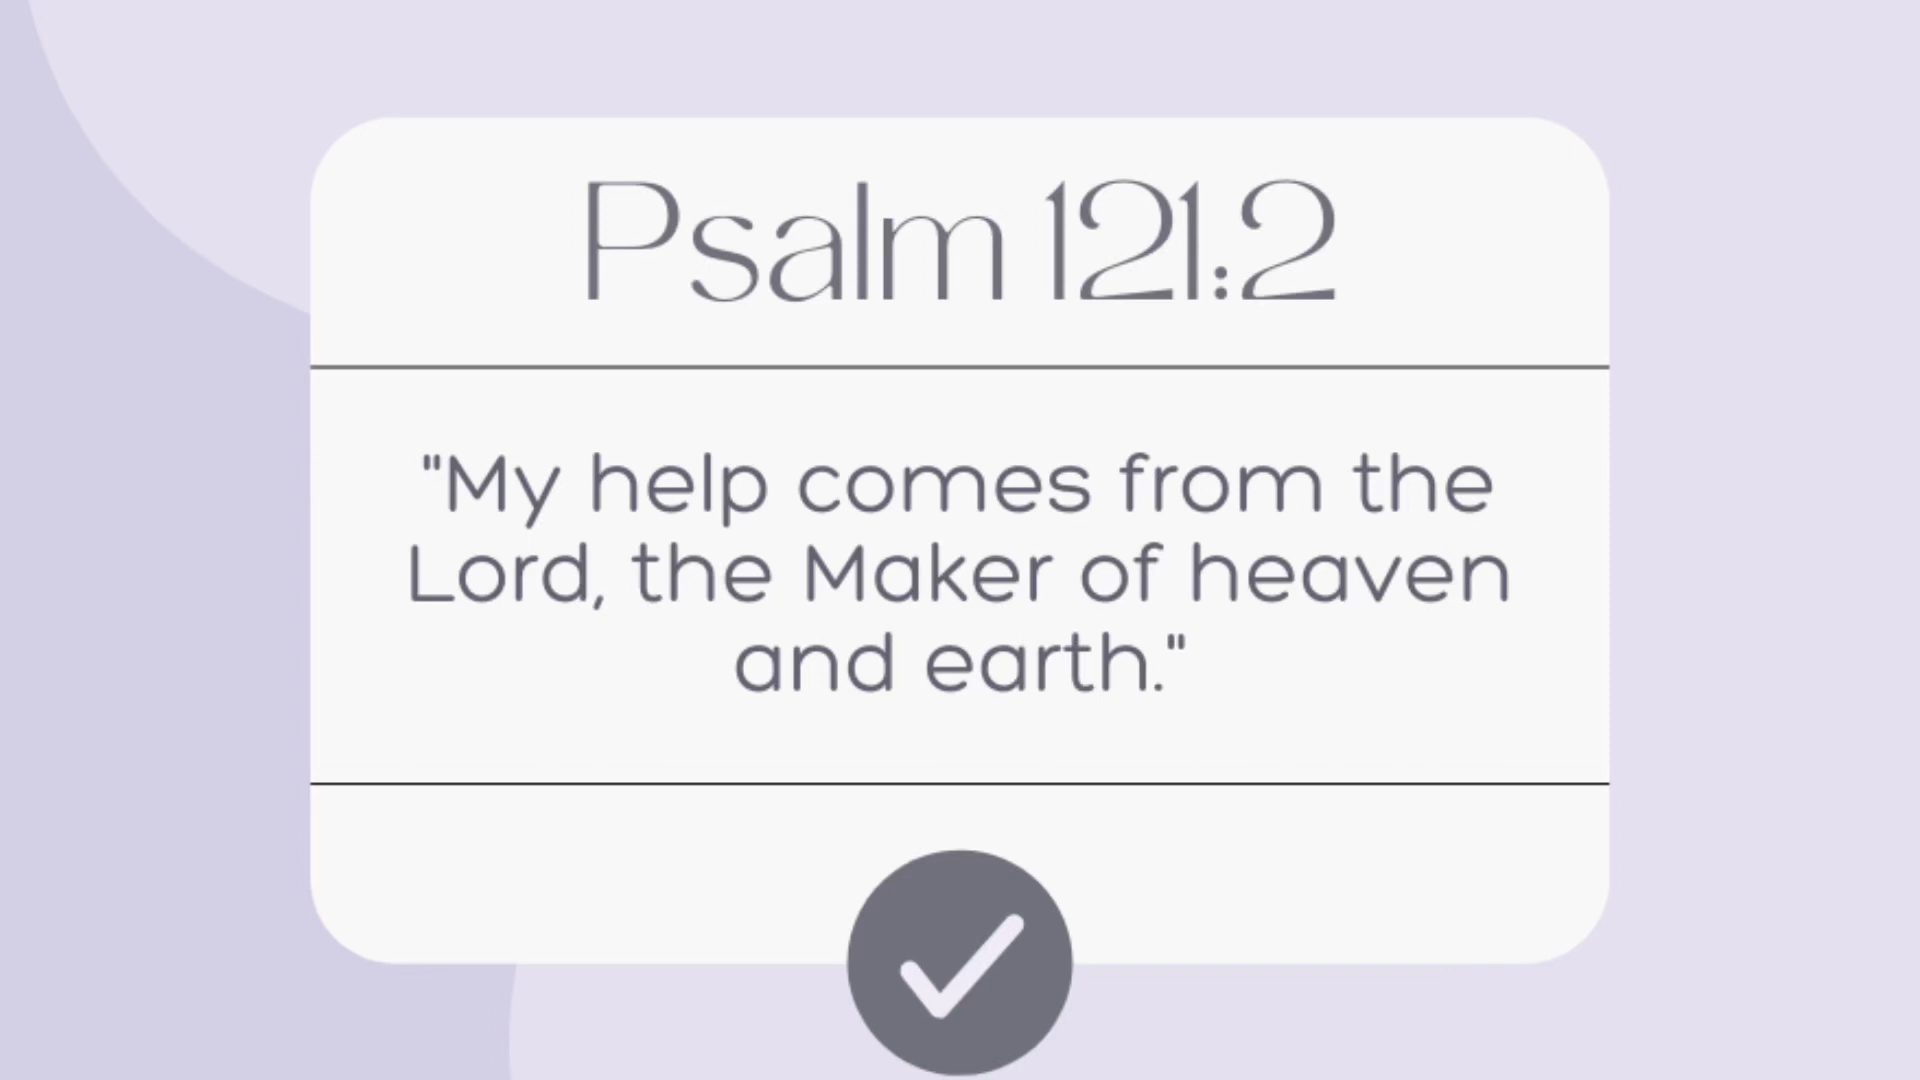 Psalm 121:2
"My help comes from the
Lord, the Maker of heaven
and earth."